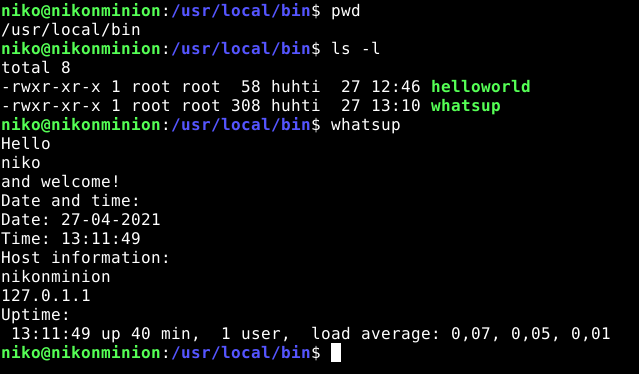 niko@nikonminion:/usr/local/bin$ pwd
/usr/local/bin
niko@nikonminion:/usr/local/bin$ ls -l
total 8
-rwxr-xr-x 1 root root  58 huhti  27 12:46 helloworld
-rwxr-xr-x 1 root root 308 huhti  27 13:10 whatsup
niko@nikonminion:/usr/local/bin$ whatsup
Hello
niko
and welcome!
Date and time:
Date: 27-04-2021
Time: 13:11:49
Host information:
nikonminion
127.0.1.1
Uptime:
 13:11:49 up 40 min,  1 user,  load average: 0,07, 0,05, 0,01
niko@nikonminion:/usr/local/bin$